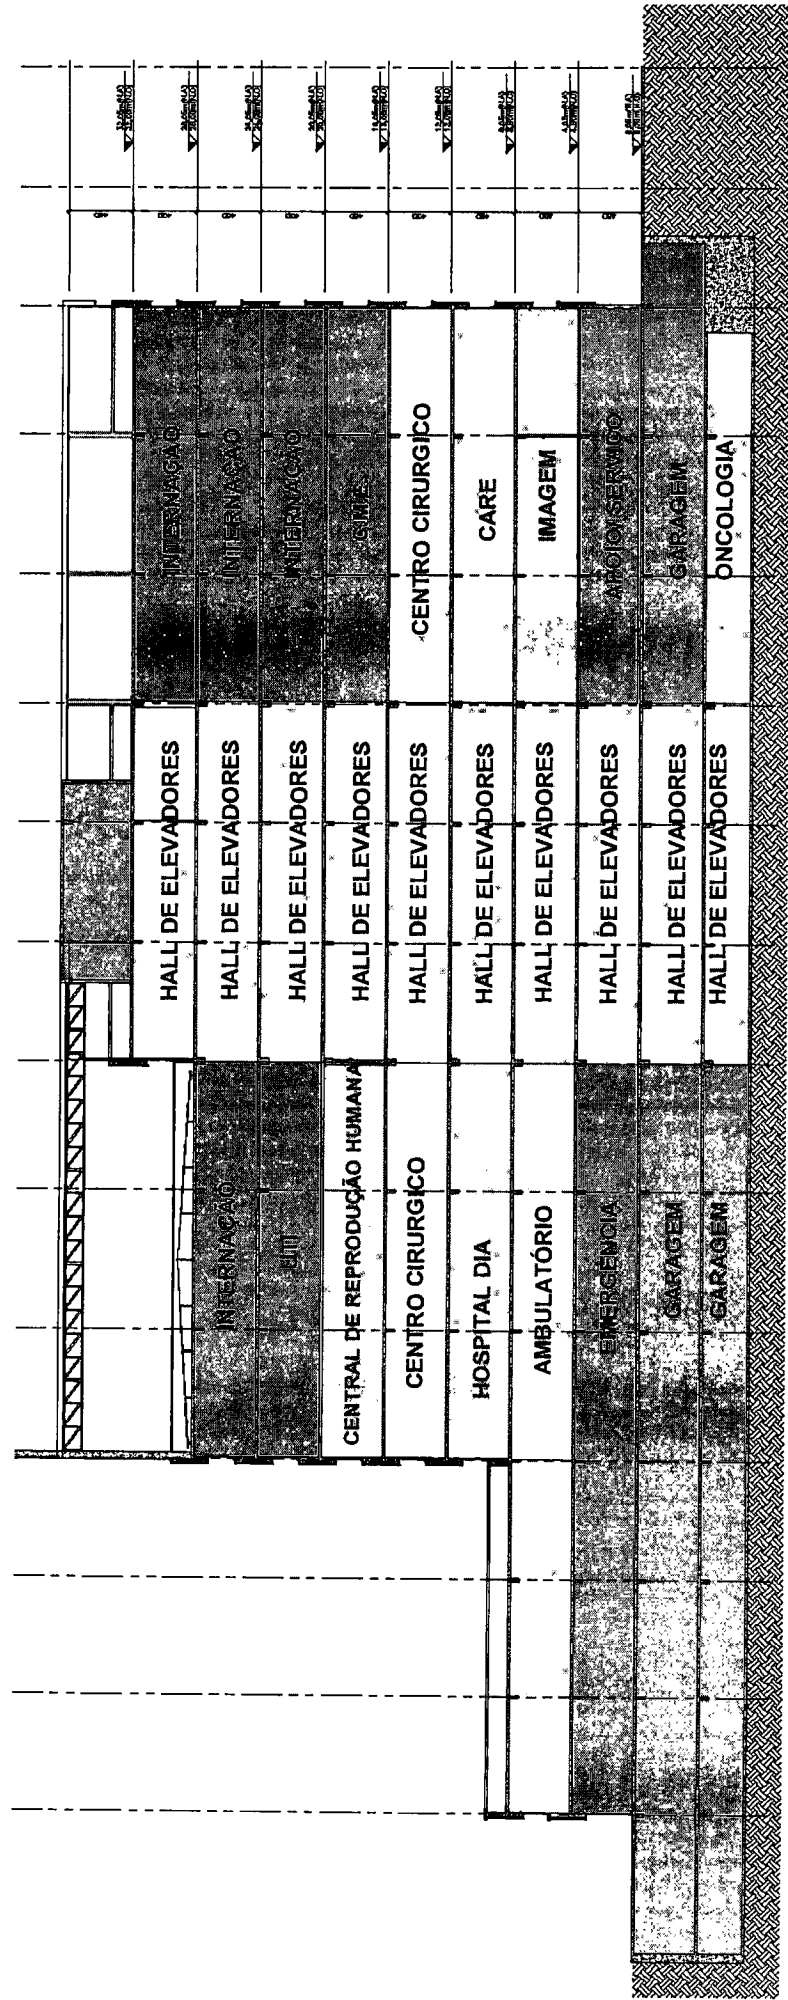 HALL DE ELEVADORES
INTERNAÇÃO
INTERNAÇÃO
HALL DE ELEVADORES
INTERNAÇÃO
UTI
HALL DE ELEVADORES
INTERNAÇÃO
CENTRAL DE REPRODUÇÃO HUMANA
HALL DE ELEVADORES
C.M.E.
CENTRO CIRURGICO
HALL DE ELEVADORES
CENTRO CIRURGICO
HOSPITAL DIA
HALL DE ELEVADORES
CARE
AMBULATÓRIO
HALL DE ELEVADORES
IMAGEM
EMERGÊNCIA
HALL DE ELEVADORES
APOIO/SERVIÇO
GARAGEM
HALL DE ELEVADORES
GARAGEM
GARAGEM
HALL DE ELEVADORES
ONCOLOGIA